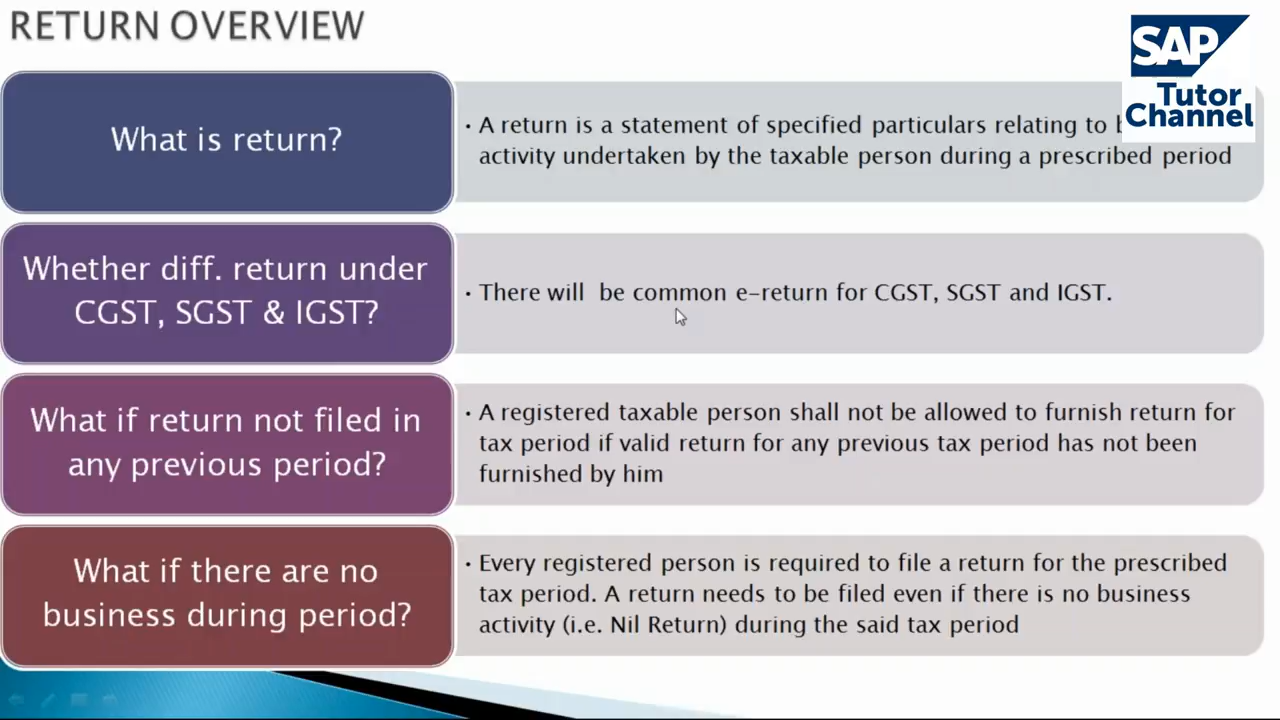 RETURN OVERVIEW
SAP
Tutor
Channel
What is return?
• A return is a statement of specified particulars relating to
activity undertaken by the taxable person during a prescribed period
Whether diff. return under
CGST, SGST & IGST?
• There will be common e-return for CGST, SGST and IGST.
What if return not filed in
any previous period?
• A registered taxable person shall not be allowed to furnish return for
tax period if valid return for any previous tax period has not been
furnished by him
What if there are no
business during period?
• Every registered person is required to file a return for the prescribed
tax period. A return needs to be filed even if there is no business
activity (i.e. Nil Return) during the said tax period